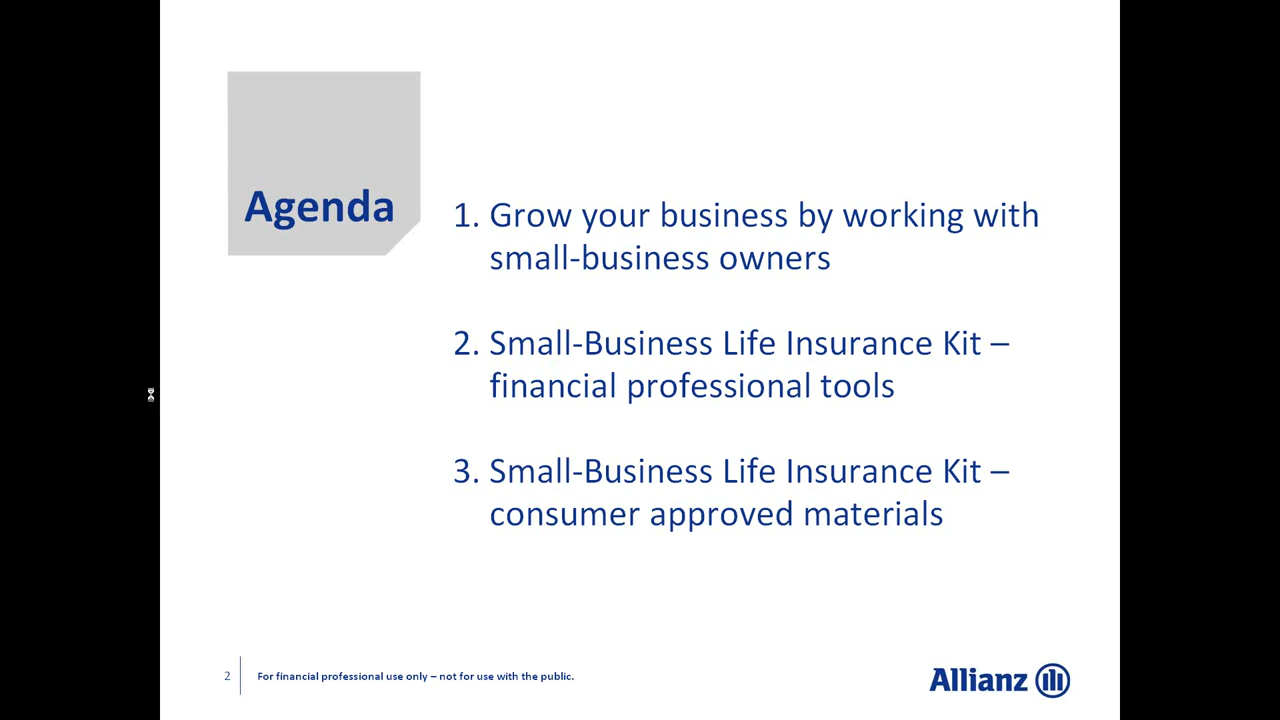 Agenda
1. Grow your business by working with
small-business owners
2. Small-Business Life Insurance Kit –
financial professional tools
3. Small-Business Life Insurance Kit –
consumer approved materials
2
For financial professional use only – not for use with the public.
Allianz